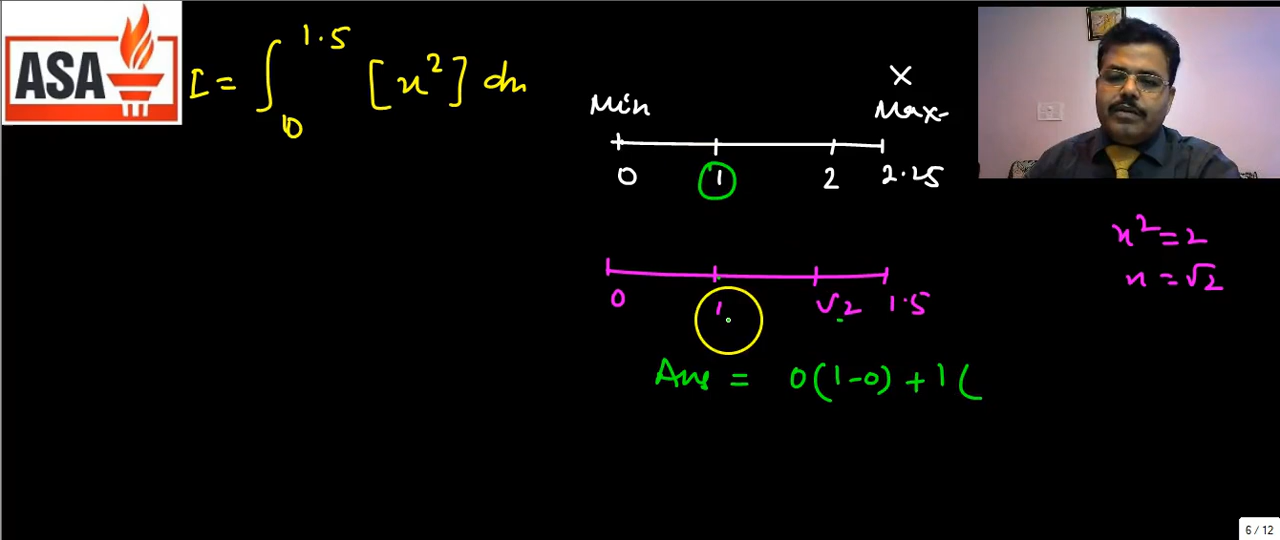 ASA
I = ∫₀^1.5 [x²] dx
X
Min Max
0 1 2 2.25
x² = 2
x = √2
0 1 √2 1.5
Ans = 0(1-0) + 1(
6 / 12